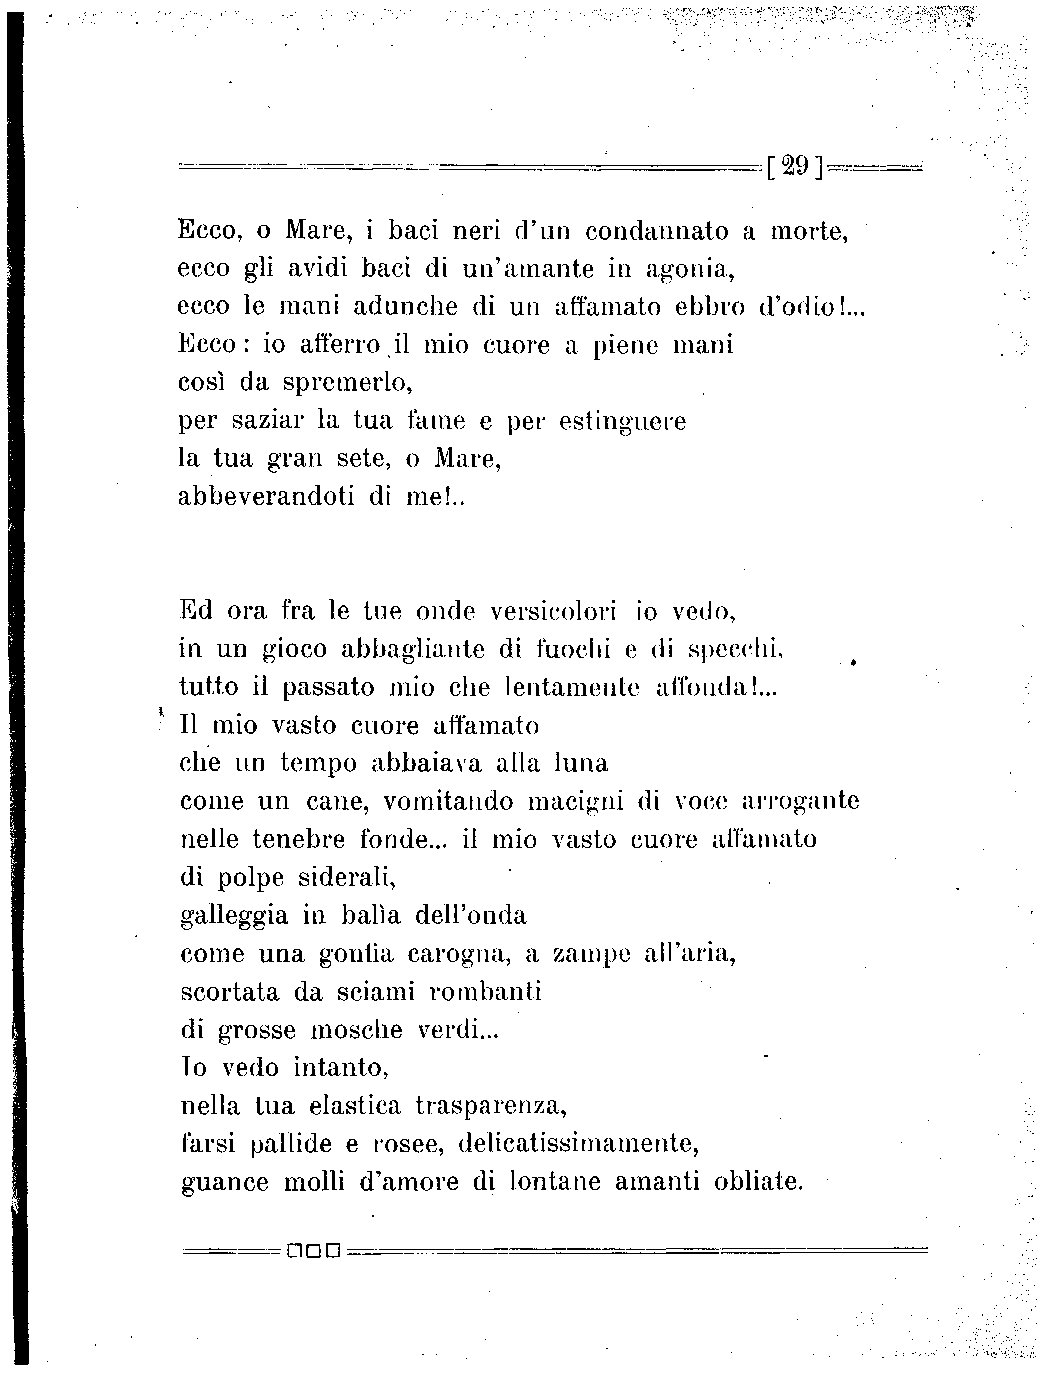 [ 29 ]
Ecco, o Mare, i baci neri d'un condannato a morte,
ecco gli avidi baci di un'amante in agonia,
ecco le mani adunche di un affamato ebbro d'odio!...
Ecco : io afferro il mio cuore a piene mani
così da spremerlo,
per saziar la tua fame e per estinguere
la tua gran sete, o Mare,
abbeverandoti di me!..
Ed ora fra le tue onde versicolori io vedo,
in un gioco abbagliante di fuochi e di specchi,
tutto il passato mio che lentamente affonda!...
Il mio vasto cuore affamato
che un tempo abbaiava alla luna
come un cane, vomitando macigni di voce arrogante
nelle tenebre fonde... il mio vasto cuore affamato
di polpe siderali,
galleggia in balìa dell'onda
come una gonfia carogna, a zampe all'aria,
scortata da sciami rombanti
di grosse mosche verdi...
Io vedo intanto,
nella tua elastica trasparenza,
farsi pallide e rosee, delicatissimamente,
guance molli d'amore di lontane amanti obliate.